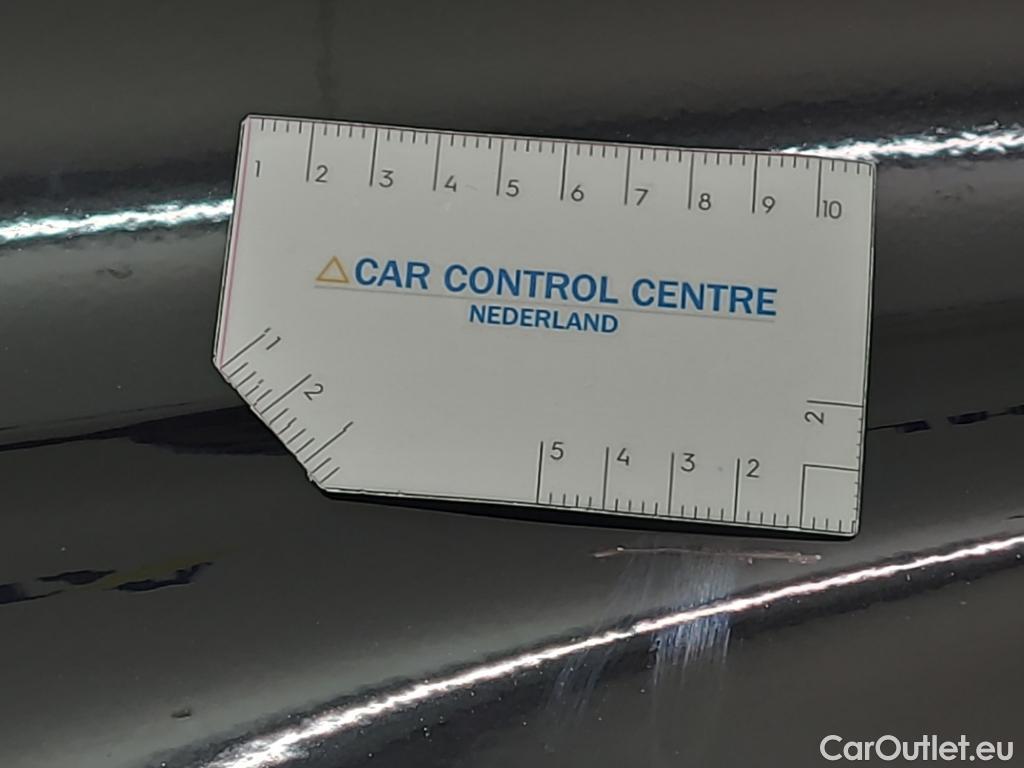 1 2 3 4 5 6 7 8 9 10
CAR CONTROL CENTRE
NEDERLAND
1 2
2
5 4 3 2
CarOutlet.eu